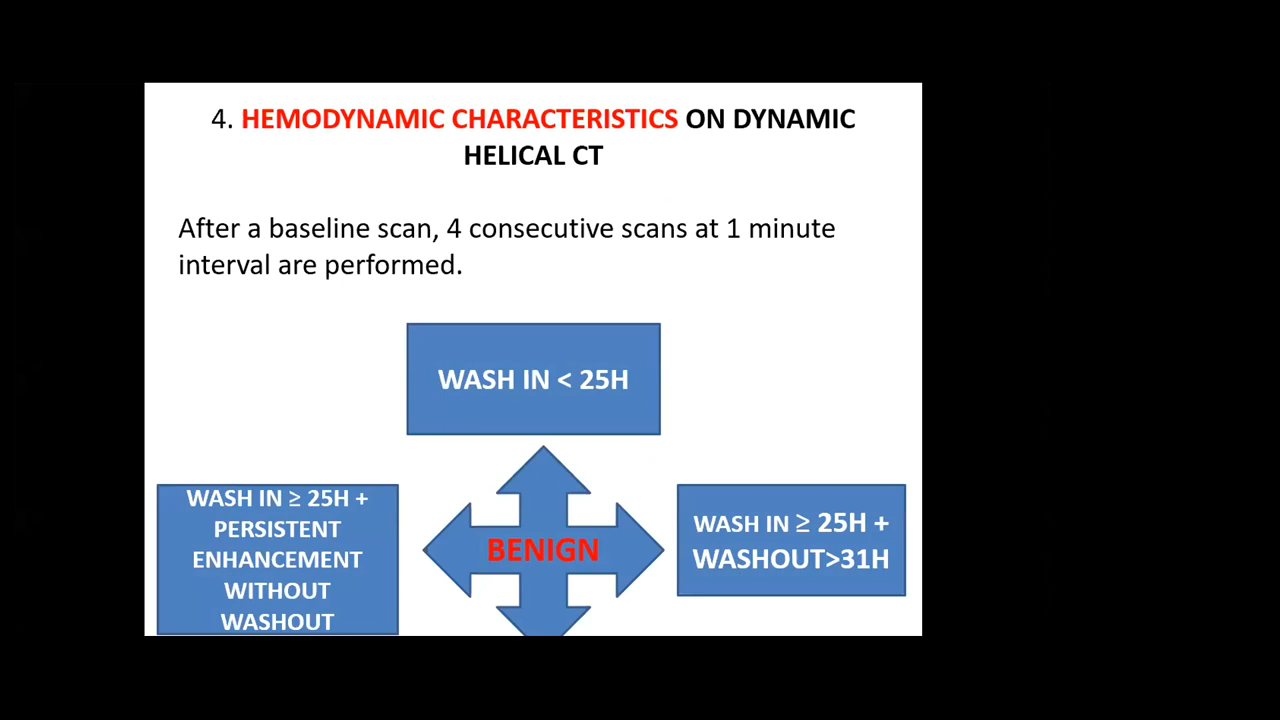 4. HEMODYNAMIC CHARACTERISTICS ON DYNAMIC
HELICAL CT
After a baseline scan, 4 consecutive scans at 1 minute
interval are performed.
WASH IN < 25H
WASH IN ≥ 25H +
PERSISTENT
ENHANCEMENT
WITHOUT
WASHOUT
BENIGN
WASH IN ≥ 25H +
WASHOUT>31H